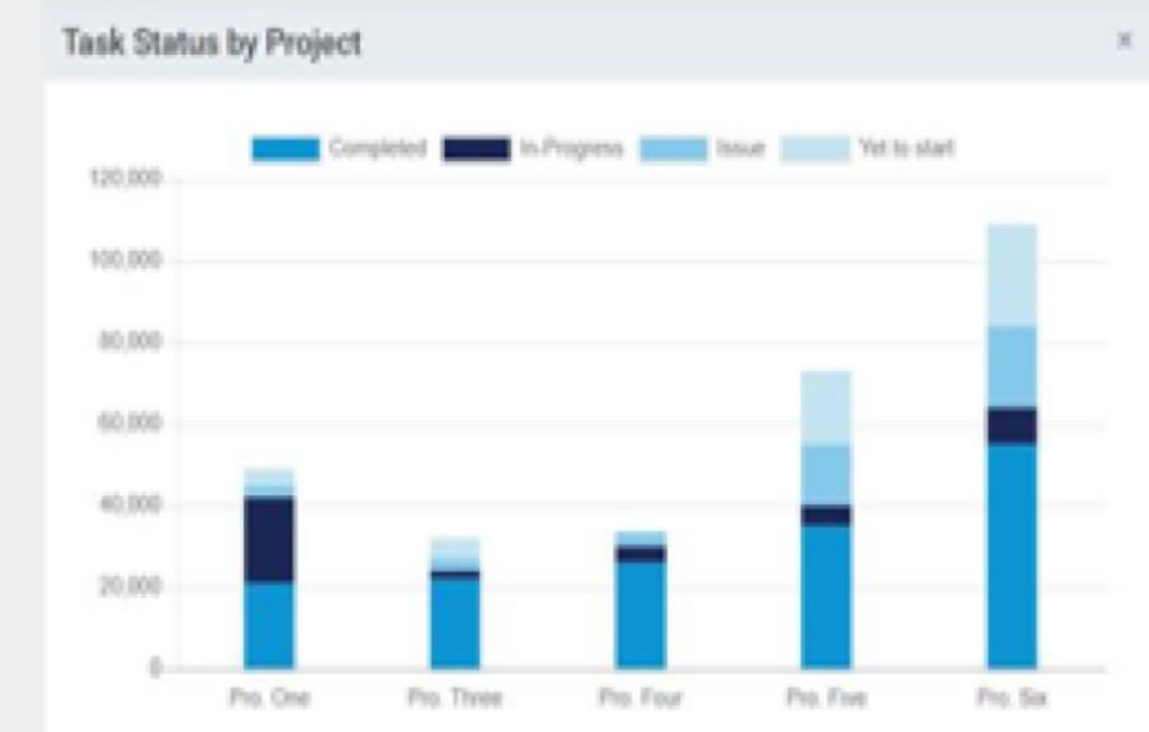 Task Status by Project ×
Completed In-Progress Issue Yet to start
120,000
100,000
80,000
60,000
40,000
20,000
0
Pro. One Pro. Three Pro. Four Pro. Five Pro. Six